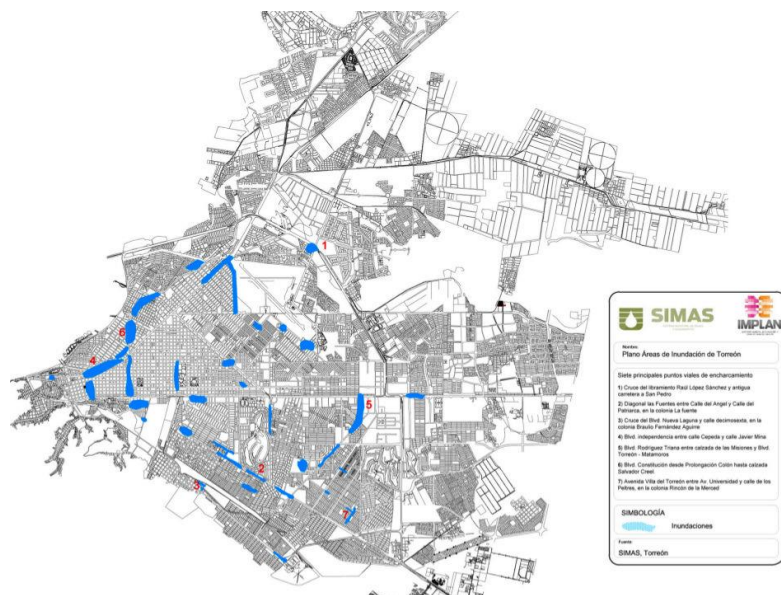 1
6
4
5
2
3
7
SIMAS
IMPLAN
Nombre:
Plano Áreas de Inundación de Torreón
Siete principales puntos viales de encharcamiento
1) Cruce del libramiento Raúl López Sánchez y antigua
carretera a San Pedro
2) Diagonal las Fuentes entre Calle del Angel y Calle del
Patriarca, en la colonia La fuente
3) Cruce del Blvd. Nueva Laguna y calle decimosexta, en la
colonia Braulio Fernández Aguirre
4) Blvd. independencia entre calle Cepeda y calle Javier Mina
5) Blvd. Rodríguez Triana entre calzada de las Misiones y Blvd.
Torreón - Matamoros
6) Blvd. Constitución desde Prolongación Colón hasta calzada
Salvador Creel
7) Avenida Villa del Torreón entre Av. Universidad y calle de los
Peltres, en la colonia Rincón de la Merced
SIMBOLOGÍA
Inundaciones
Fuente:
SIMAS, Torreón